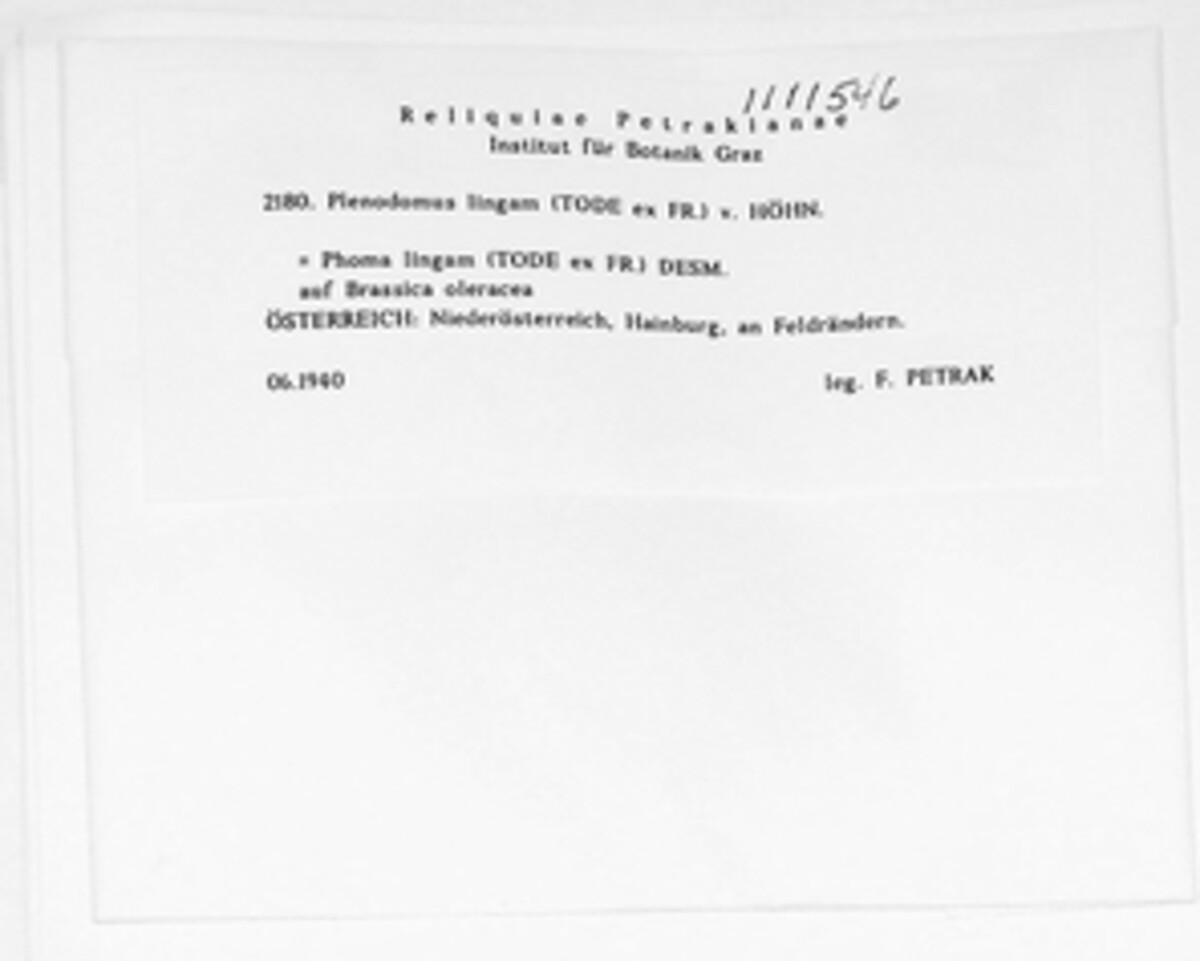 1111546
Reliquiae Petrakianae
Institut für Botanik Graz
2180. Plenodomus lingam (TODE ex FR.) v. HÖHN.
= Phoma lingam (TODE ex FR.) DESM.
auf Brassica oleracea
ÖSTERREICH: Niederösterreich, Hainburg, an Feldrändern.
06.1940 leg. F. PETRAK